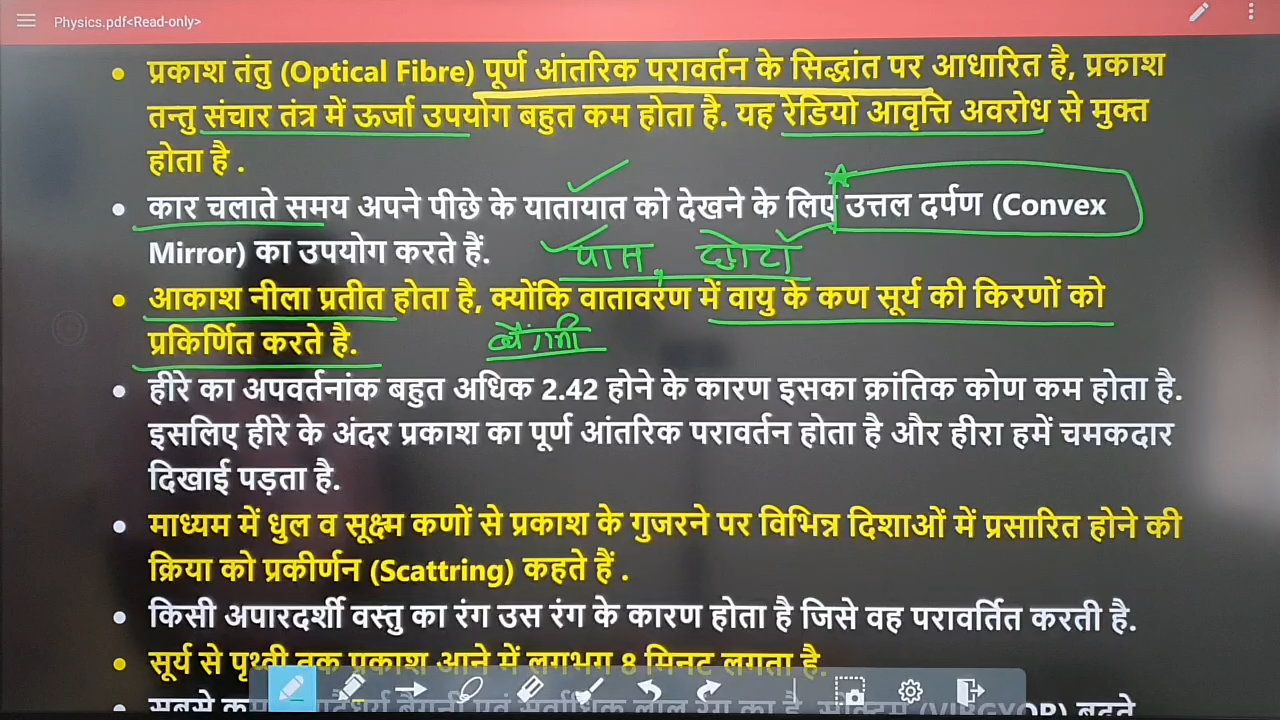 Physics.pdf<Read-only>
प्रकाश तंतु (Optical Fibre) पूर्ण आंतरिक परावर्तन के सिद्धांत पर आधारित है, प्रकाश
तन्तु संचार तंत्र में ऊर्जा उपयोग बहुत कम होता है. यह रेडियो आवृत्ति अवरोध से मुक्त
होता है .
कार चलाते समय अपने पीछे के यातायात को देखने के लिए उत्तल दर्पण (Convex
Mirror) का उपयोग करते हैं. पास, छोटा
आकाश नीला प्रतीत होता है, क्योंकि वातावरण में वायु के कण सूर्य की किरणों को
प्रकिर्णित करते है. बैंगनी
हीरे का अपवर्तनांक बहुत अधिक 2.42 होने के कारण इसका क्रांतिक कोण कम होता है.
इसलिए हीरे के अंदर प्रकाश का पूर्ण आंतरिक परावर्तन होता है और हीरा हमें चमकदार
दिखाई पड़ता है.
माध्यम में धुल व सूक्ष्म कणों से प्रकाश के गुजरने पर विभिन्न दिशाओं में प्रसारित होने की
क्रिया को प्रकीर्णन (Scattring) कहते हैं .
किसी अपारदर्शी वस्तु का रंग उस रंग के कारण होता है जिसे वह परावर्तित करती है.
सूर्य से पृथ्वी तक प्रकाश आने में लगभग 8 मिनट लगता है.